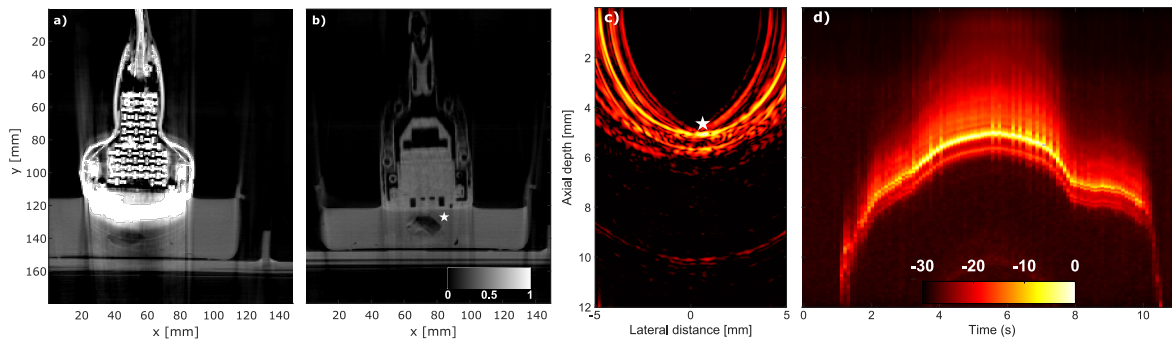 a)
20
40
60
80
100
120
140
160
y [mm]
20 40 60 80 100 120 140
x [mm]
b)
0 0.5 1
20 40 60 80 100 120 140
x [mm]
c)
2
4
6
8
10
12
Axial depth [mm]
-5 0 5
Lateral distance [mm]
d)
-30 -20 -10 0
0 2 4 6 8 10
Time (s)